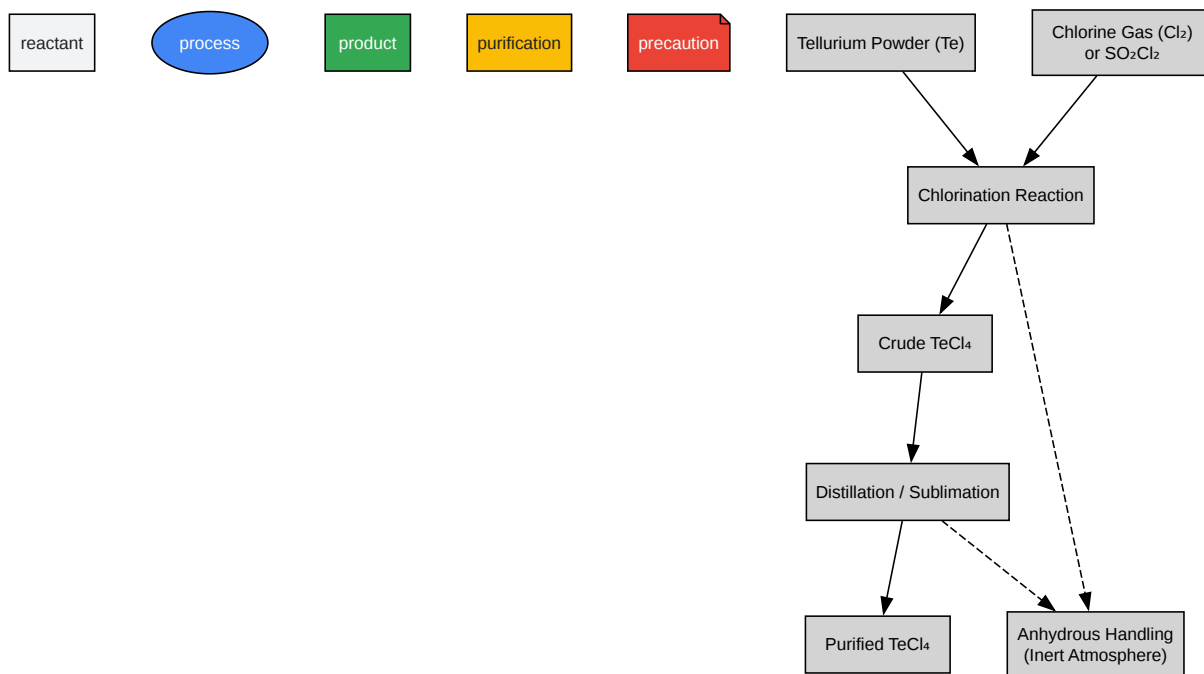 reactant
process
product
purification
precaution
Tellurium Powder (Te)
Chlorine Gas (Cl₂)
or SO₂Cl₂
Chlorination Reaction
Crude TeCl₄
Distillation / Sublimation
Purified TeCl₄
Anhydrous Handling
(Inert Atmosphere)